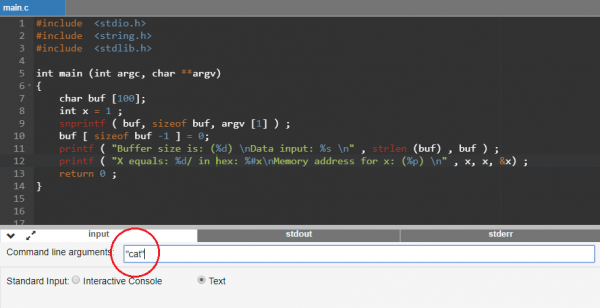 main.c
1 #include <stdio.h>
2 #include <string.h>
3 #include <stdlib.h>
4
5 int main (int argc, char **argv)
6 {
7 char buf [100];
8 int x = 1 ;
9 snprintf ( buf, sizeof buf, argv [1] ) ;
10 buf [ sizeof buf -1 ] = 0;
11 printf ( "Buffer size is: (%d) \nData input: %s \n" , strlen (buf) , buf ) ;
12 printf ( "X equals: %d/ in hex: %#x\nMemory address for x: (%p) \n" , x, x, &x) ;
13 return 0 ;
14 }
15
16
17
input stdout stderr
Command line arguments: "cat"
Standard Input: Interactive Console Text